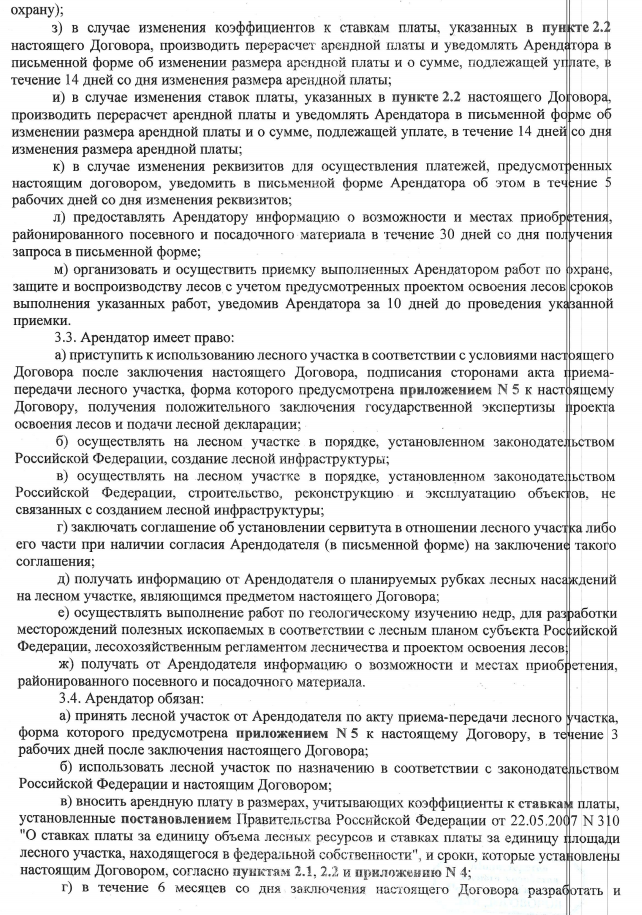 охрану);
з) в случае изменения коэффициентов к ставкам платы, указанных в пункте 2.2
настоящего Договора, производить перерасчет арендной платы и уведомлять Арендатора в
письменной форме об изменении размера арендной платы и о сумме, подлежащей уплате, в
течение 14 дней со дня изменения размера арендной платы;
и) в случае изменения ставок платы, указанных в пункте 2.2 настоящего Договора,
производить перерасчет арендной платы и уведомлять Арендатора в письменной форме об
изменении размера арендной платы и о сумме, подлежащей уплате, в течение 14 дней со дня
изменения размера арендной платы;
к) в случае изменения реквизитов для осуществления платежей, предусмотренных
настоящим договором, уведомить в письменной форме Арендатора об этом в течение 5
рабочих дней со дня изменения реквизитов;
л) предоставлять Арендатору информацию о возможности и местах приобретения,
районированного посевного и посадочного материала в течение 30 дней со дня получения
запроса в письменной форме;
м) организовать и осуществить приемку выполненных Арендатором работ по охране,
защите и воспроизводству лесов с учетом предусмотренных проектом освоения лесов сроков
выполнения указанных работ, уведомив Арендатора за 10 дней до проведения указанной
приемки.
3.3. Арендатор имеет право:
а) приступить к использованию лесного участка в соответствии с условиями настоящего
Договора после заключения настоящего Договора, подписания сторонами акта приема-
передачи лесного участка, форма которого предусмотрена приложением N 5 к настоящему
Договору, получения положительного заключения государственной экспертизы проекта
освоения лесов и подачи лесной декларации;
б) осуществлять на лесном участке в порядке, установленном законодательством
Российской Федерации, создание лесной инфраструктуры;
в) осуществлять на лесном участке в порядке, установленном законодательством
Российской Федерации, строительство, реконструкцию и эксплуатацию объектов, не
связанных с созданием лесной инфраструктуры;
г) заключать соглашение об установлении сервитута в отношении лесного участка либо
его части при наличии согласия Арендодателя (в письменной форме) на заключение такого
соглашения;
д) получать информацию от Арендодателя о планируемых рубках лесных насаждений
на лесном участке, являющимся предметом настоящего Договора;
е) осуществлять выполнение работ по геологическому изучению недр, для разработки
месторождений полезных ископаемых в соответствии с лесным планом субъекта Российской
Федерации, лесохозяйственным регламентом лесничества и проектом освоения лесов;
ж) получать от Арендодателя информацию о возможности и местах приобретения,
районированного посевного и посадочного материала.
3.4. Арендатор обязан:
а) принять лесной участок от Арендодателя по акту приема-передачи лесного участка,
форма которого предусмотрена приложением N 5 к настоящему Договору, в течение 3
рабочих дней после заключения настоящего Договора;
б) использовать лесной участок по назначению в соответствии с законодательством
Российской Федерации и настоящим Договором;
в) вносить арендную плату в размерах, учитывающих коэффициенты к ставкам платы,
установленные постановлением Правительства Российской Федерации от 22.05.2007 N 310
"О ставках платы за единицу объема лесных ресурсов и ставках платы за единицу площади
лесного участка, находящегося в федеральной собственности", и сроки, которые установлены
настоящим Договором, согласно пунктам 2.1, 2.2 и приложению N 4;
г) в течение 6 месяцев со дня заключения настоящего Договора разработать и